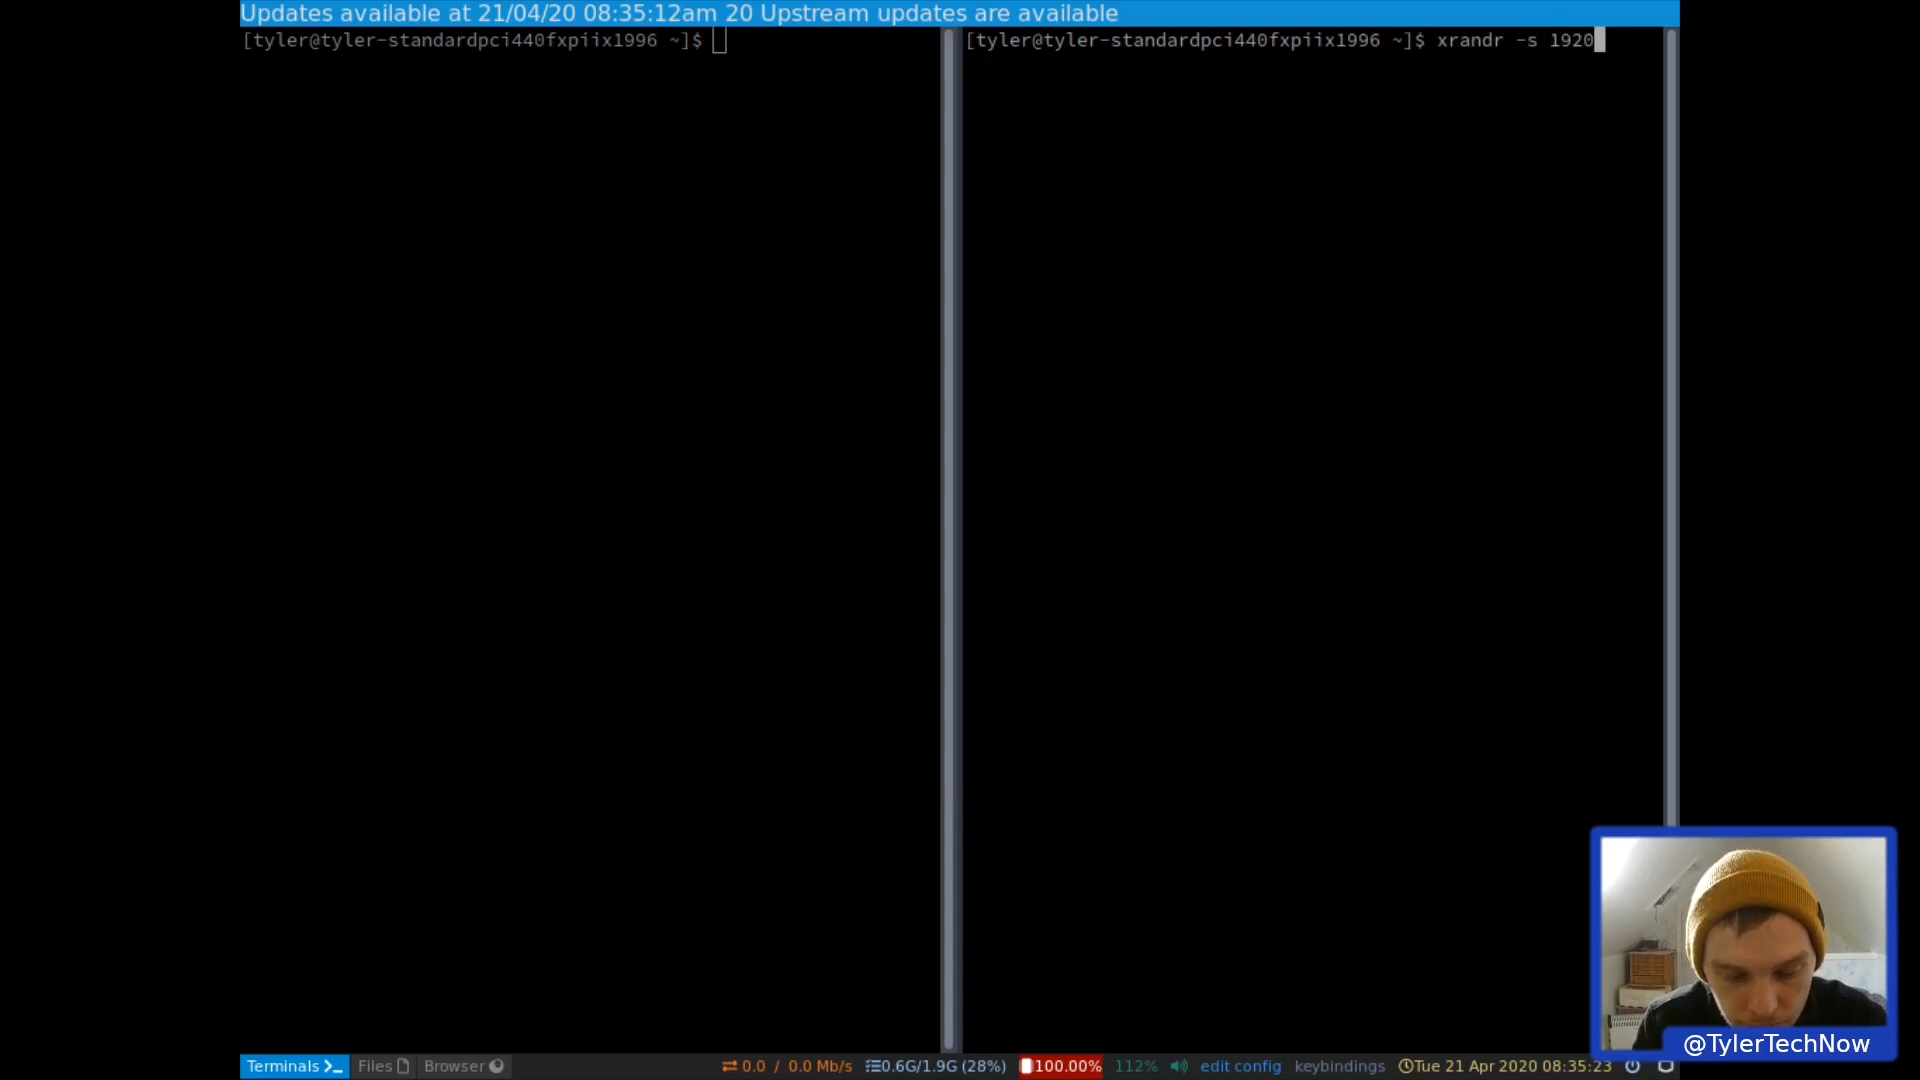 Updates available at 21/04/20 08:35:12am 20 Upstream updates are available
[tyler@tyler-standardpci440fxpiix1996 ~]$
[tyler@tyler-standardpci440fxpiix1996 ~]$ xrandr -s 1920
@TylerTechNow
Terminals Files Browser 0.0 / 0.0 Mb/s 0.6G/1.9G (28%) 100.00% 112% edit config keybindings Tue 21 Apr 2020 08:35:23